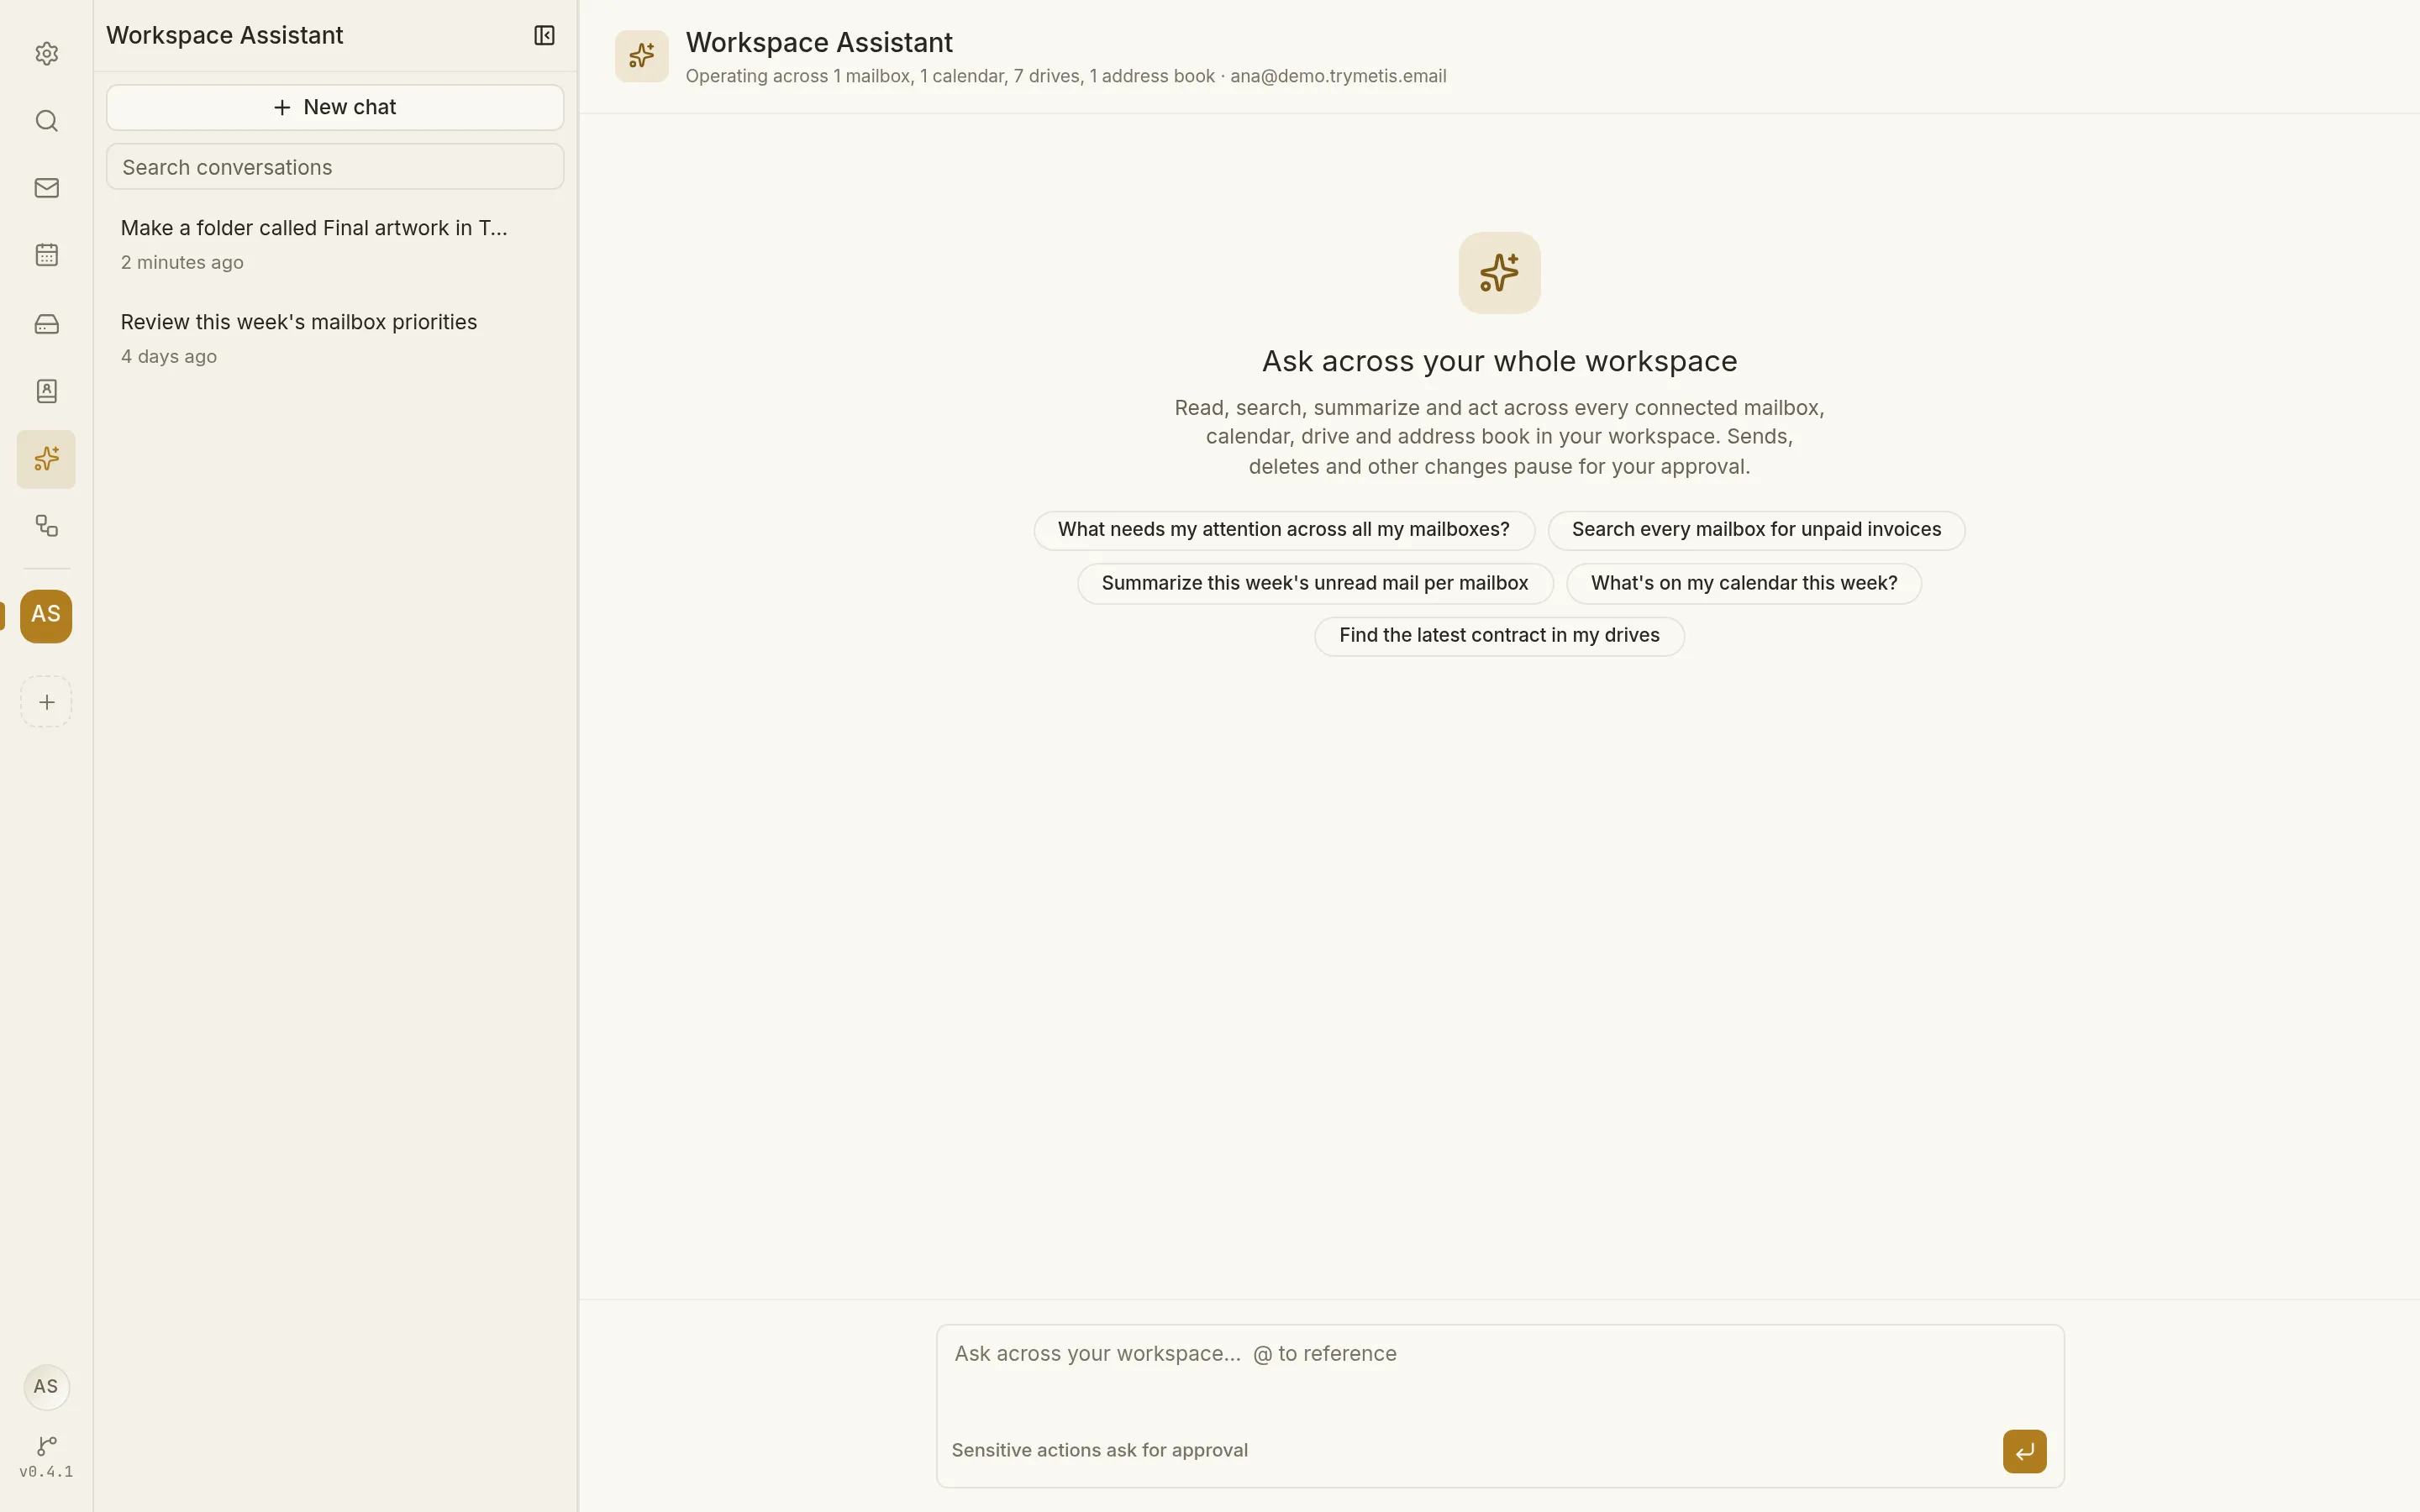 Workspace Assistant
New chat
Search conversations
Make a folder called Final artwork in T...
2 minutes ago
Review this week's mailbox priorities
4 days ago
AS
AS
v0.4.1
Workspace Assistant
Operating across 1 mailbox, 1 calendar, 7 drives, 1 address book · ana@demo.trymetis.email
Ask across your whole workspace
Read, search, summarize and act across every connected mailbox,
calendar, drive and address book in your workspace. Sends,
deletes and other changes pause for your approval.
What needs my attention across all my mailboxes?
Search every mailbox for unpaid invoices
Summarize this week's unread mail per mailbox
What's on my calendar this week?
Find the latest contract in my drives
Ask across your workspace... @ to reference
Sensitive actions ask for approval